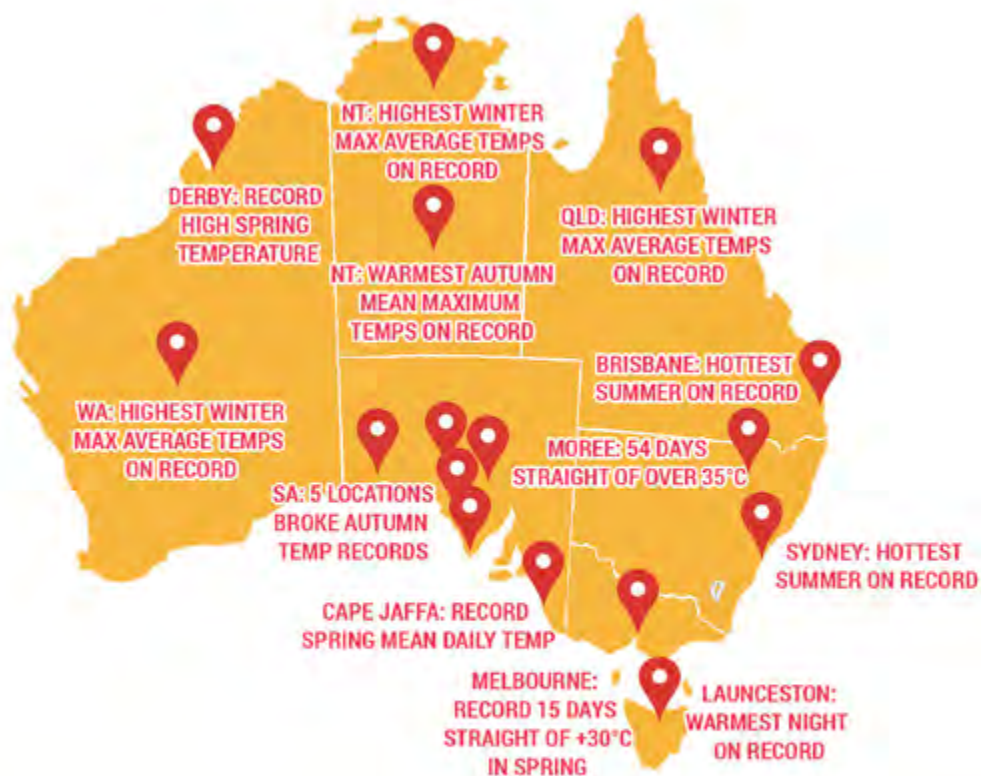 NT: HIGHEST WINTER
MAX AVERAGE TEMPS
ON RECORD
DERBY: RECORD
HIGH SPRING
TEMPERATURE
QLD: HIGHEST WINTER
MAX AVERAGE TEMPS
ON RECORD
NT: WARMEST AUTUMN
MEAN MAXIMUM
TEMPS ON RECORD
BRISBANE: HOTTEST
SUMMER ON RECORD
WA: HIGHEST WINTER
MAX AVERAGE TEMPS
ON RECORD
MOREE: 54 DAYS
STRAIGHT OF OVER 35°C
SA: 5 LOCATIONS
BROKE AUTUMN
TEMP RECORDS
SYDNEY: HOTTEST
SUMMER ON RECORD
CAPE JAFFA: RECORD
SPRING MEAN DAILY TEMP
MELBOURNE:
RECORD 15 DAYS
STRAIGHT OF +30°C
IN SPRING
LAUNCESTON:
WARMEST NIGHT
ON RECORD